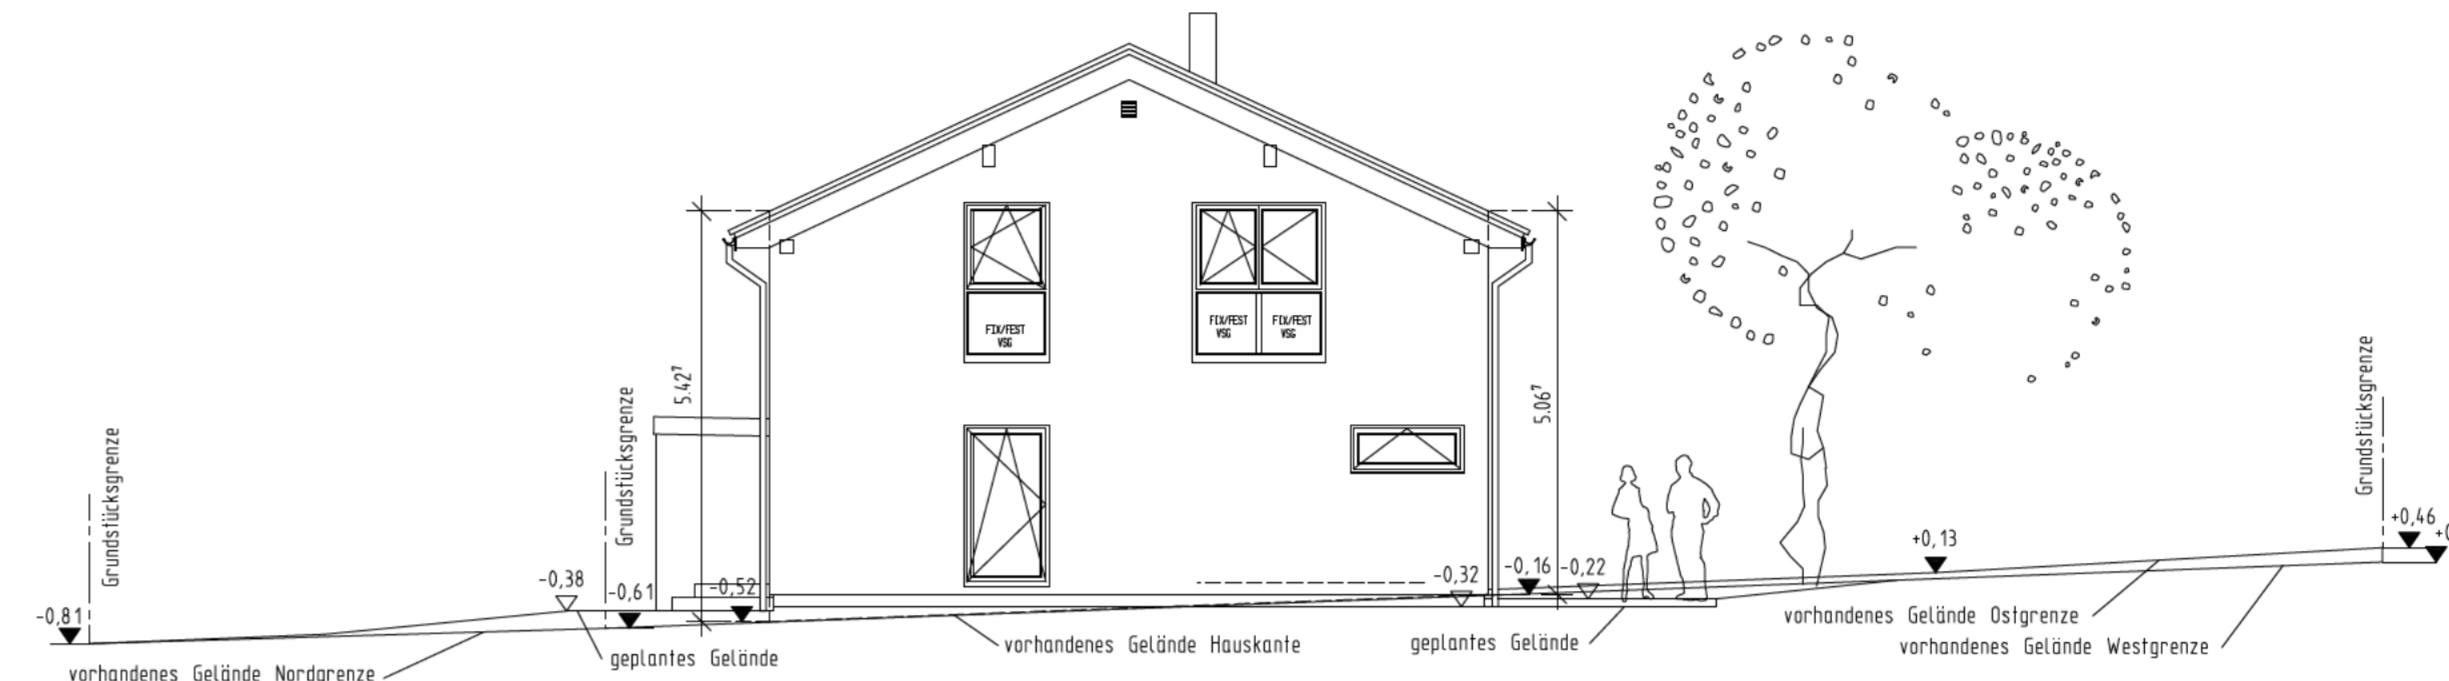 FIX/FEST
VSG
FIX/FEST
VSG
FIX/FEST
VSG
5.42⁷
5.06⁷
Grundstücksgrenze
Grundstücksgrenze
Grundstücksgrenze
-0,81
-0,38
-0,61
-0,52
-0,32
-0,16
-0,22
+0,13
+0,46
vorhandenes Gelände Nordgrenze
geplantes Gelände
vorhandenes Gelände Hauskante
geplantes Gelände
vorhandenes Gelände Ostgrenze
vorhandenes Gelände Westgrenze